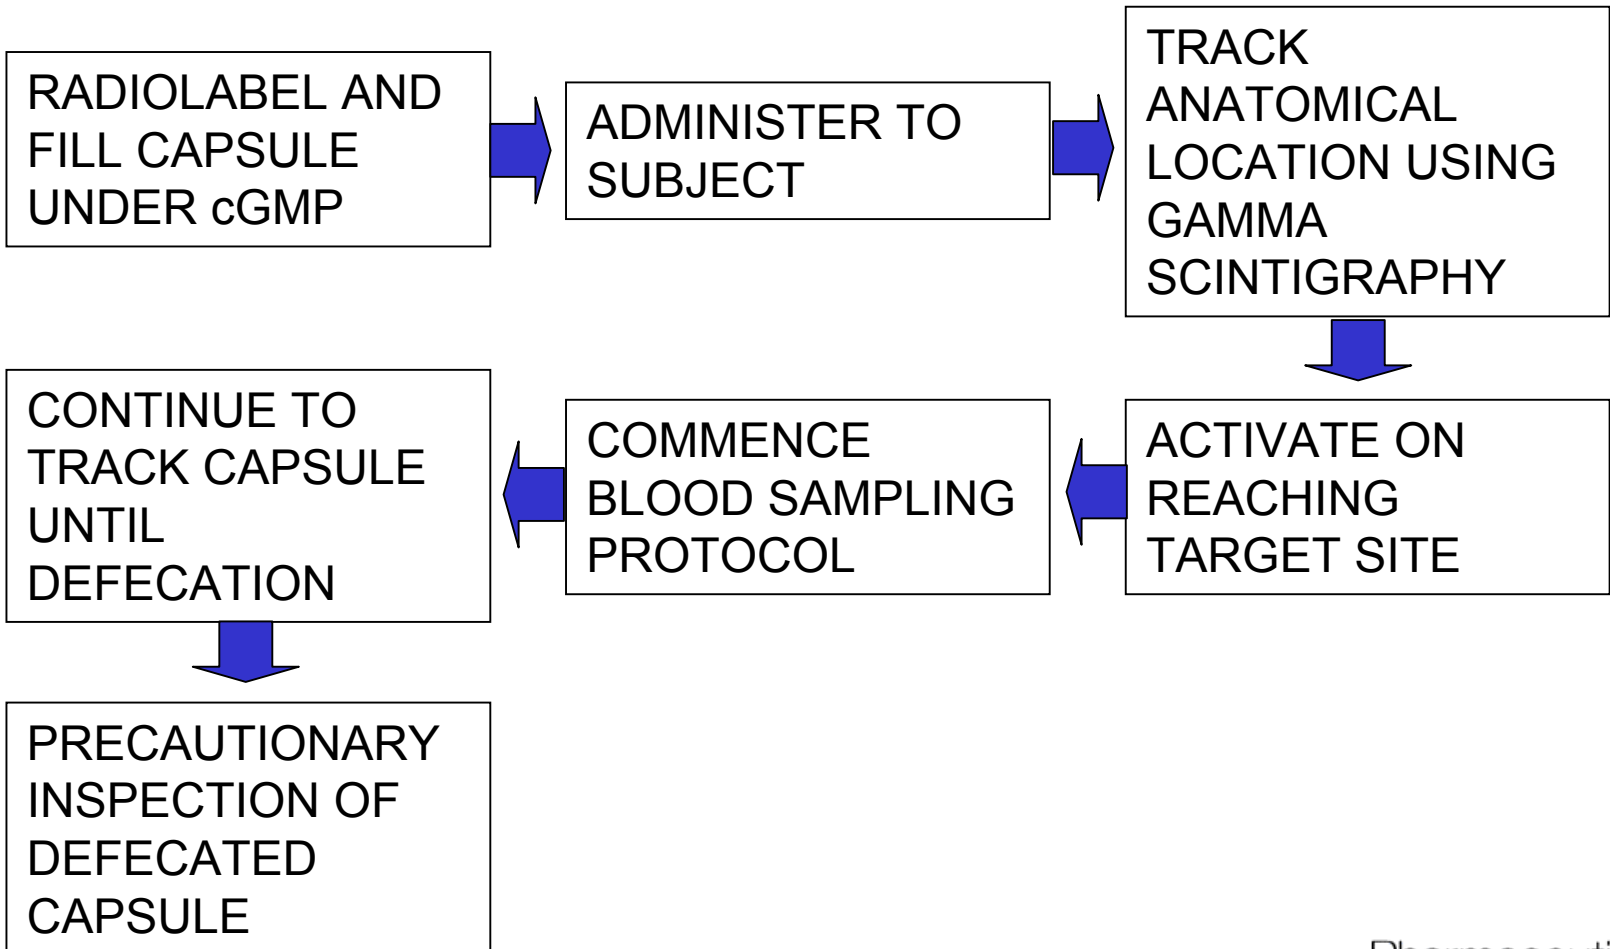 RADIOLABEL AND
FILL CAPSULE
UNDER cGMP
ADMINISTER TO
SUBJECT
TRACK
ANATOMICAL
LOCATION USING
GAMMA
SCINTIGRAPHY
ACTIVATE ON
REACHING
TARGET SITE
COMMENCE
BLOOD SAMPLING
PROTOCOL
CONTINUE TO
TRACK CAPSULE
UNTIL
DEFECATION
PRECAUTIONARY
INSPECTION OF
DEFECATED
CAPSULE